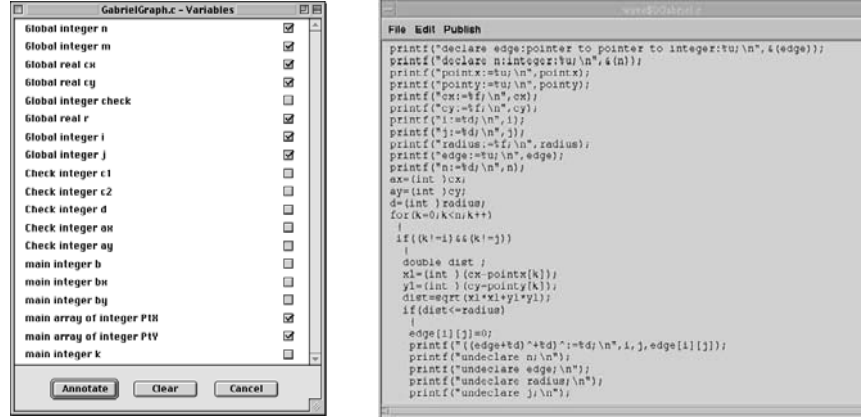 GabrielGraph.c - Variables
Global integer n
Global integer m
Global real cx
Global real cy
Global integer check
Global real r
Global integer i
Global integer j
Check integer c1
Check integer c2
Check integer d
Check integer ax
Check integer ay
main integer b
main integer bx
main integer by
main array of integer PtX
main array of integer PtY
main integer k
Annotate Clear Cancel
File Edit Publish
printf("declare edge:pointer to pointer to integer:%u;\n",&(edge));
printf("declare n:integer:%u;\n",&(n));
printf("pointx:=%u;\n",pointx);
printf("pointy:=%u;\n",pointy);
printf("cx:=%f;\n",cx);
printf("cy:=%f;\n",cy);
printf("i:=%d;\n",i);
printf("j:=%d;\n",j);
printf("radius:=%f;\n",radius);
printf("edge:=%u;\n",edge);
printf("n:=%d;\n",n);
ax=(int )cx;
ay=(int )cy;
d=(int )radius;
for(k=0;k<n;k++)
{
if((k!=i)&&(k!=j))
{
double dist ;
x1=(int )(cx-pointx[k]);
y1=(int )(cy-pointy[k]);
dist=sqrt(x1*x1+y1*y1);
if(dist<=radius)
{
edge[i][j]=0;
printf("((edge+%d)^+%d)^:=%d;\n",i,j,edge[i][j]);
printf("undeclare n;\n");
printf("undeclare edge;\n");
printf("undeclare radius;\n");
printf("undeclare j;\n");